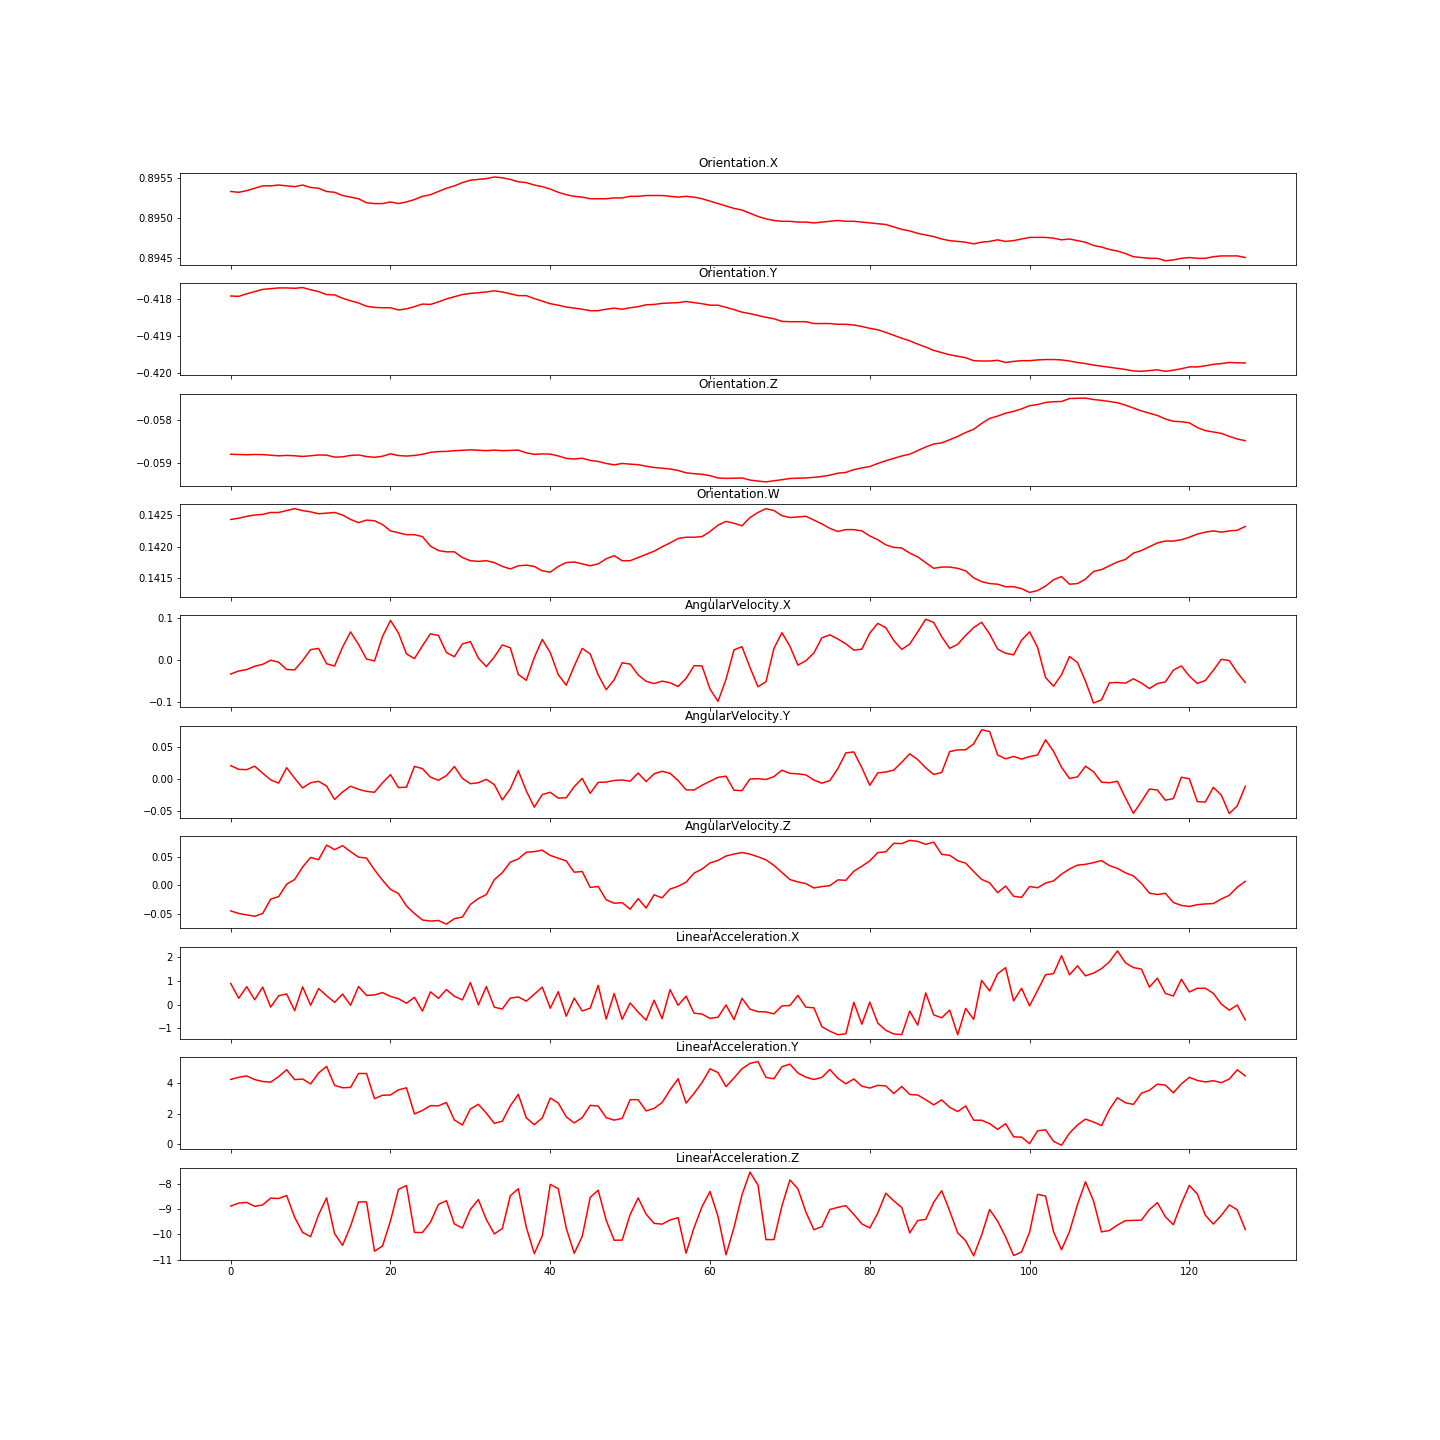 Orientation.X
0.8955
0.8950
0.8945
Orientation.Y
−0.418
−0.419
−0.420
Orientation.Z
−0.058
−0.059
Orientation.W
0.1425
0.1420
0.1415
AngularVelocity.X
0.1
0.0
−0.1
AngularVelocity.Y
0.05
0.00
−0.05
AngularVelocity.Z
0.05
0.00
−0.05
LinearAcceleration.X
2
1
0
−1
LinearAcceleration.Y
4
2
0
LinearAcceleration.Z
−8
−9
−10
−11
0 20 40 60 80 100 120